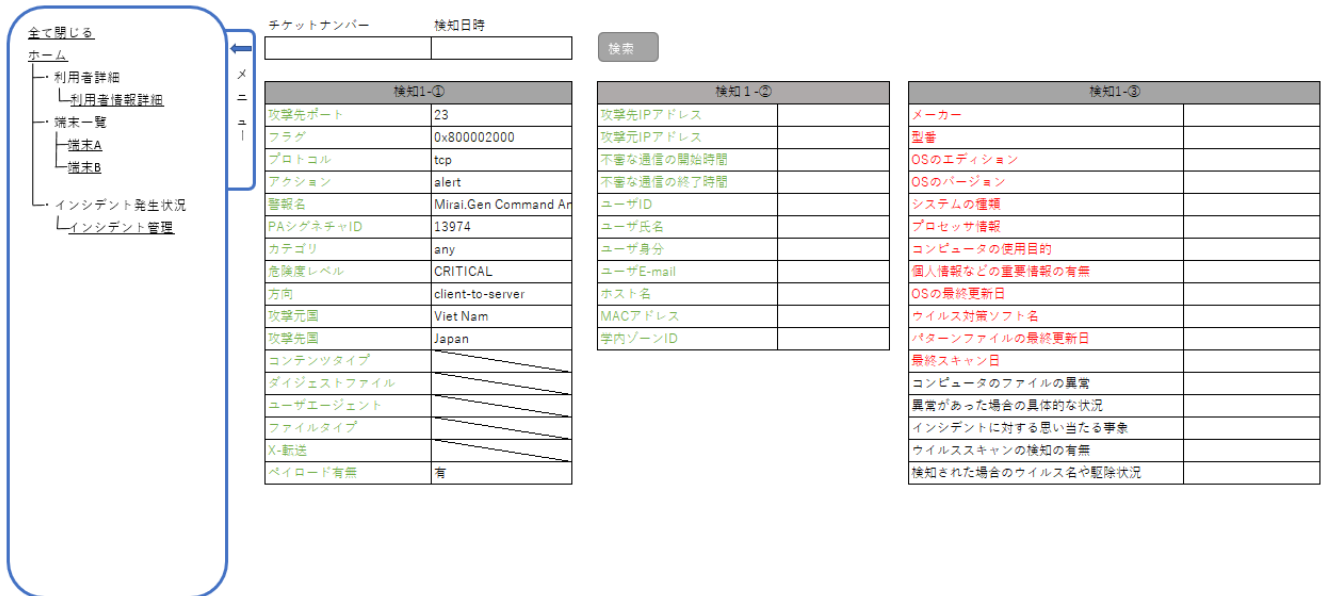 全て閉じる
ホーム
・利用者詳細
利用者情報詳細
・端末一覧
端末A
端末B
・インシデント発生状況
インシデント管理
メニュー
チケットナンバー 検知日時
検索
検知1-①
攻撃先ポート 23
フラグ 0x800002000
プロトコル tcp
アクション alert
警報名 Mirai.Gen Command An
PAシグネチャID 13974
カテゴリ any
危険度レベル CRITICAL
方向 client-to-server
攻撃元国 Viet Nam
攻撃先国 Japan
コンテンツタイプ
ダイジェストファイル
ユーザエージェント
ファイルタイプ
X-転送
ペイロード有無 有
検知１-②
攻撃先IPアドレス
攻撃元IPアドレス
不審な通信の開始時間
不審な通信の終了時間
ユーザID
ユーザ氏名
ユーザ身分
ユーザE-mail
ホスト名
MACアドレス
学内ゾーンID
検知1-③
メーカー
型番
OSのエディション
OSのバージョン
システムの種類
プロセッサ情報
コンピュータの使用目的
個人情報などの重要情報の有無
OSの最終更新日
ウイルス対策ソフト名
パターンファイルの最終更新日
最終スキャン日
コンピュータのファイルの異常
異常があった場合の具体的な状況
インシデントに対する思い当たる事象
ウイルススキャンの検知の有無
検知された場合のウイルス名や駆除状況